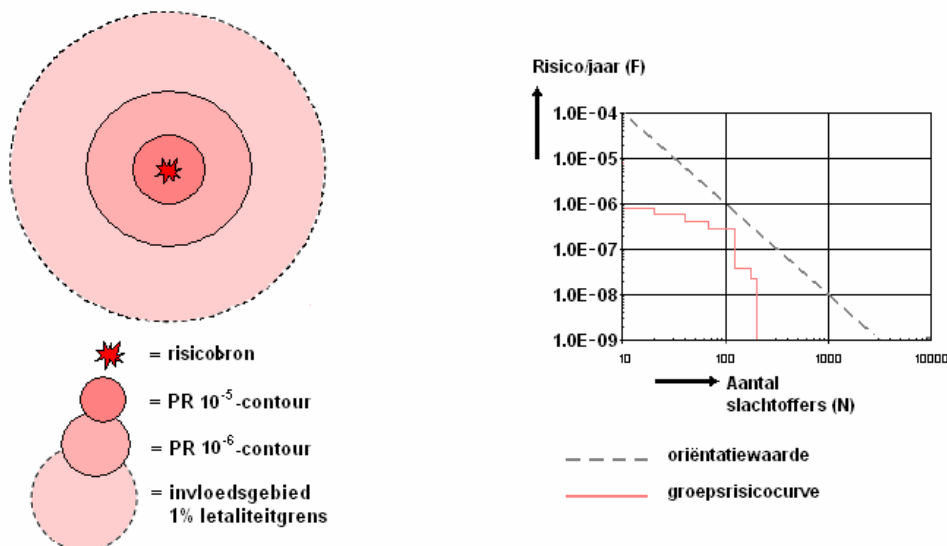 = risicobron
= PR 10⁻⁵-contour
= PR 10⁻⁶-contour
= invloedsgebied
1% letaliteitgrens
Risico/jaar (F)
1.0E-04
1.0E-05
1.0E-06
1.0E-07
1.0E-08
1.0E-09
10 100 1000 10000
Aantal
slachtoffers (N)
oriëntatiewaarde
groepsrisicocurve